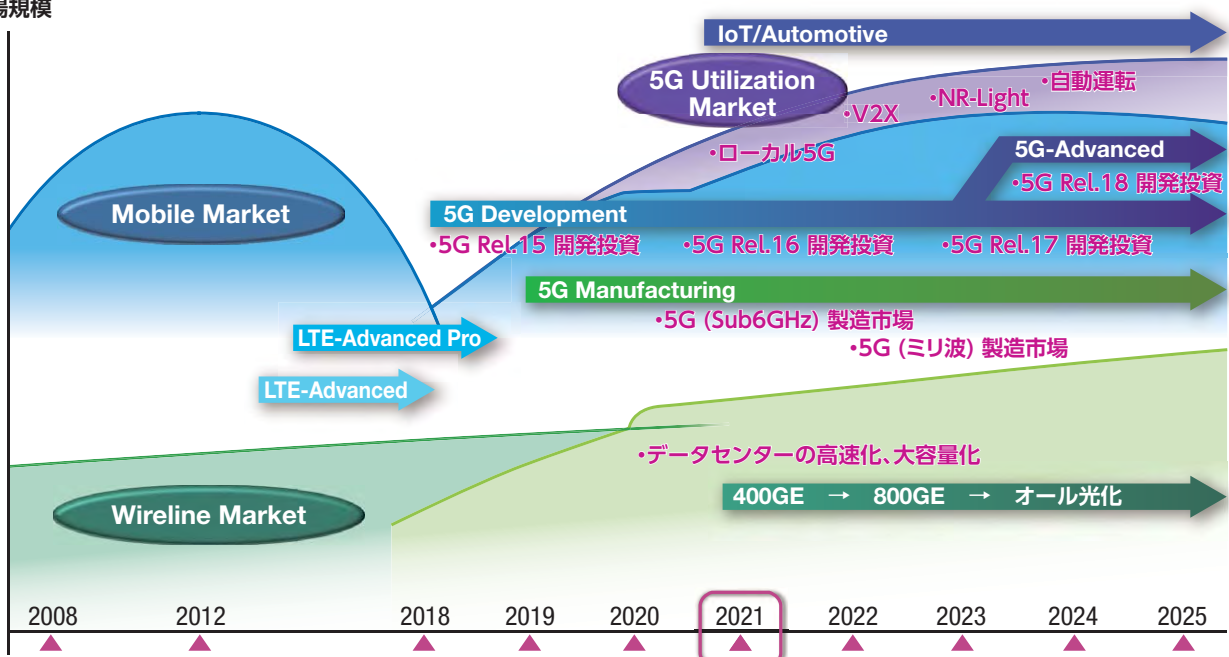 場規模
IoT/Automotive
5G Utilization
Market
・自動運転
・NR-Light
・V2X
・ローカル5G
5G-Advanced
・5G Rel.18 開発投資
Mobile Market
5G Development
・5G Rel.15 開発投資
・5G Rel.16 開発投資
・5G Rel.17 開発投資
5G Manufacturing
・5G (Sub6GHz) 製造市場
LTE-Advanced Pro
・5G (ミリ波) 製造市場
LTE-Advanced
・データセンターの高速化、大容量化
400GE → 800GE → オール光化
Wireline Market
2008 2012 2018 2019 2020 2021 2022 2023 2024 2025